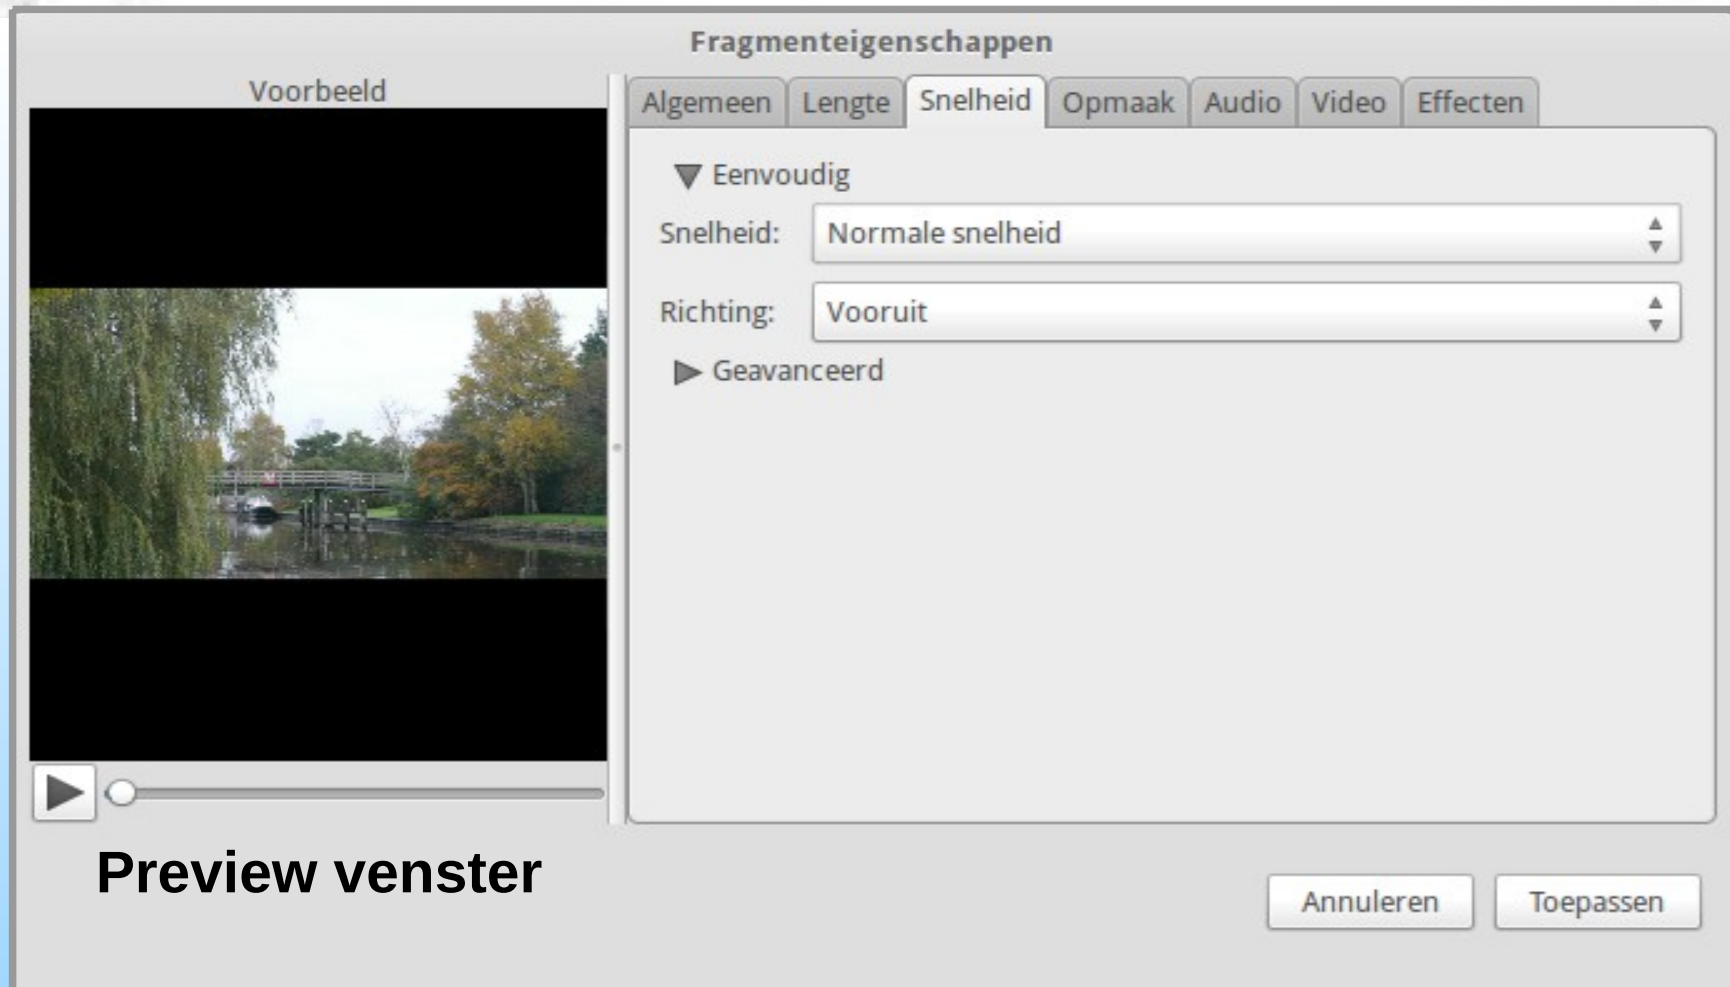 Fragmenteigenschappen
Voorbeeld
Algemeen Lengte Snelheid Opmaak Audio Video Effecten
Eenvoudig
Snelheid: Normale snelheid
Richting: Vooruit
Geavanceerd
Preview venster
Annuleren Toepassen